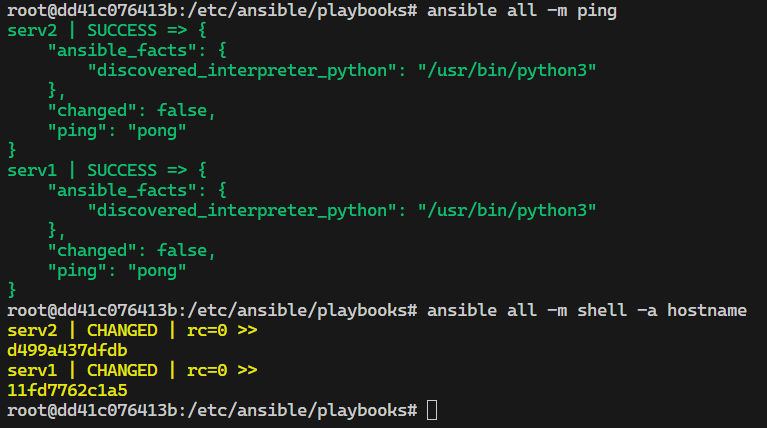 root@dd41c076413b:/etc/ansible/playbooks# ansible all -m ping
serv2 | SUCCESS => {
    "ansible_facts": {
        "discovered_interpreter_python": "/usr/bin/python3"
    },
    "changed": false,
    "ping": "pong"
}
serv1 | SUCCESS => {
    "ansible_facts": {
        "discovered_interpreter_python": "/usr/bin/python3"
    },
    "changed": false,
    "ping": "pong"
}
root@dd41c076413b:/etc/ansible/playbooks# ansible all -m shell -a hostname
serv2 | CHANGED | rc=0 >>
d499a437dfdb
serv1 | CHANGED | rc=0 >>
11fd7762c1a5
root@dd41c076413b:/etc/ansible/playbooks#